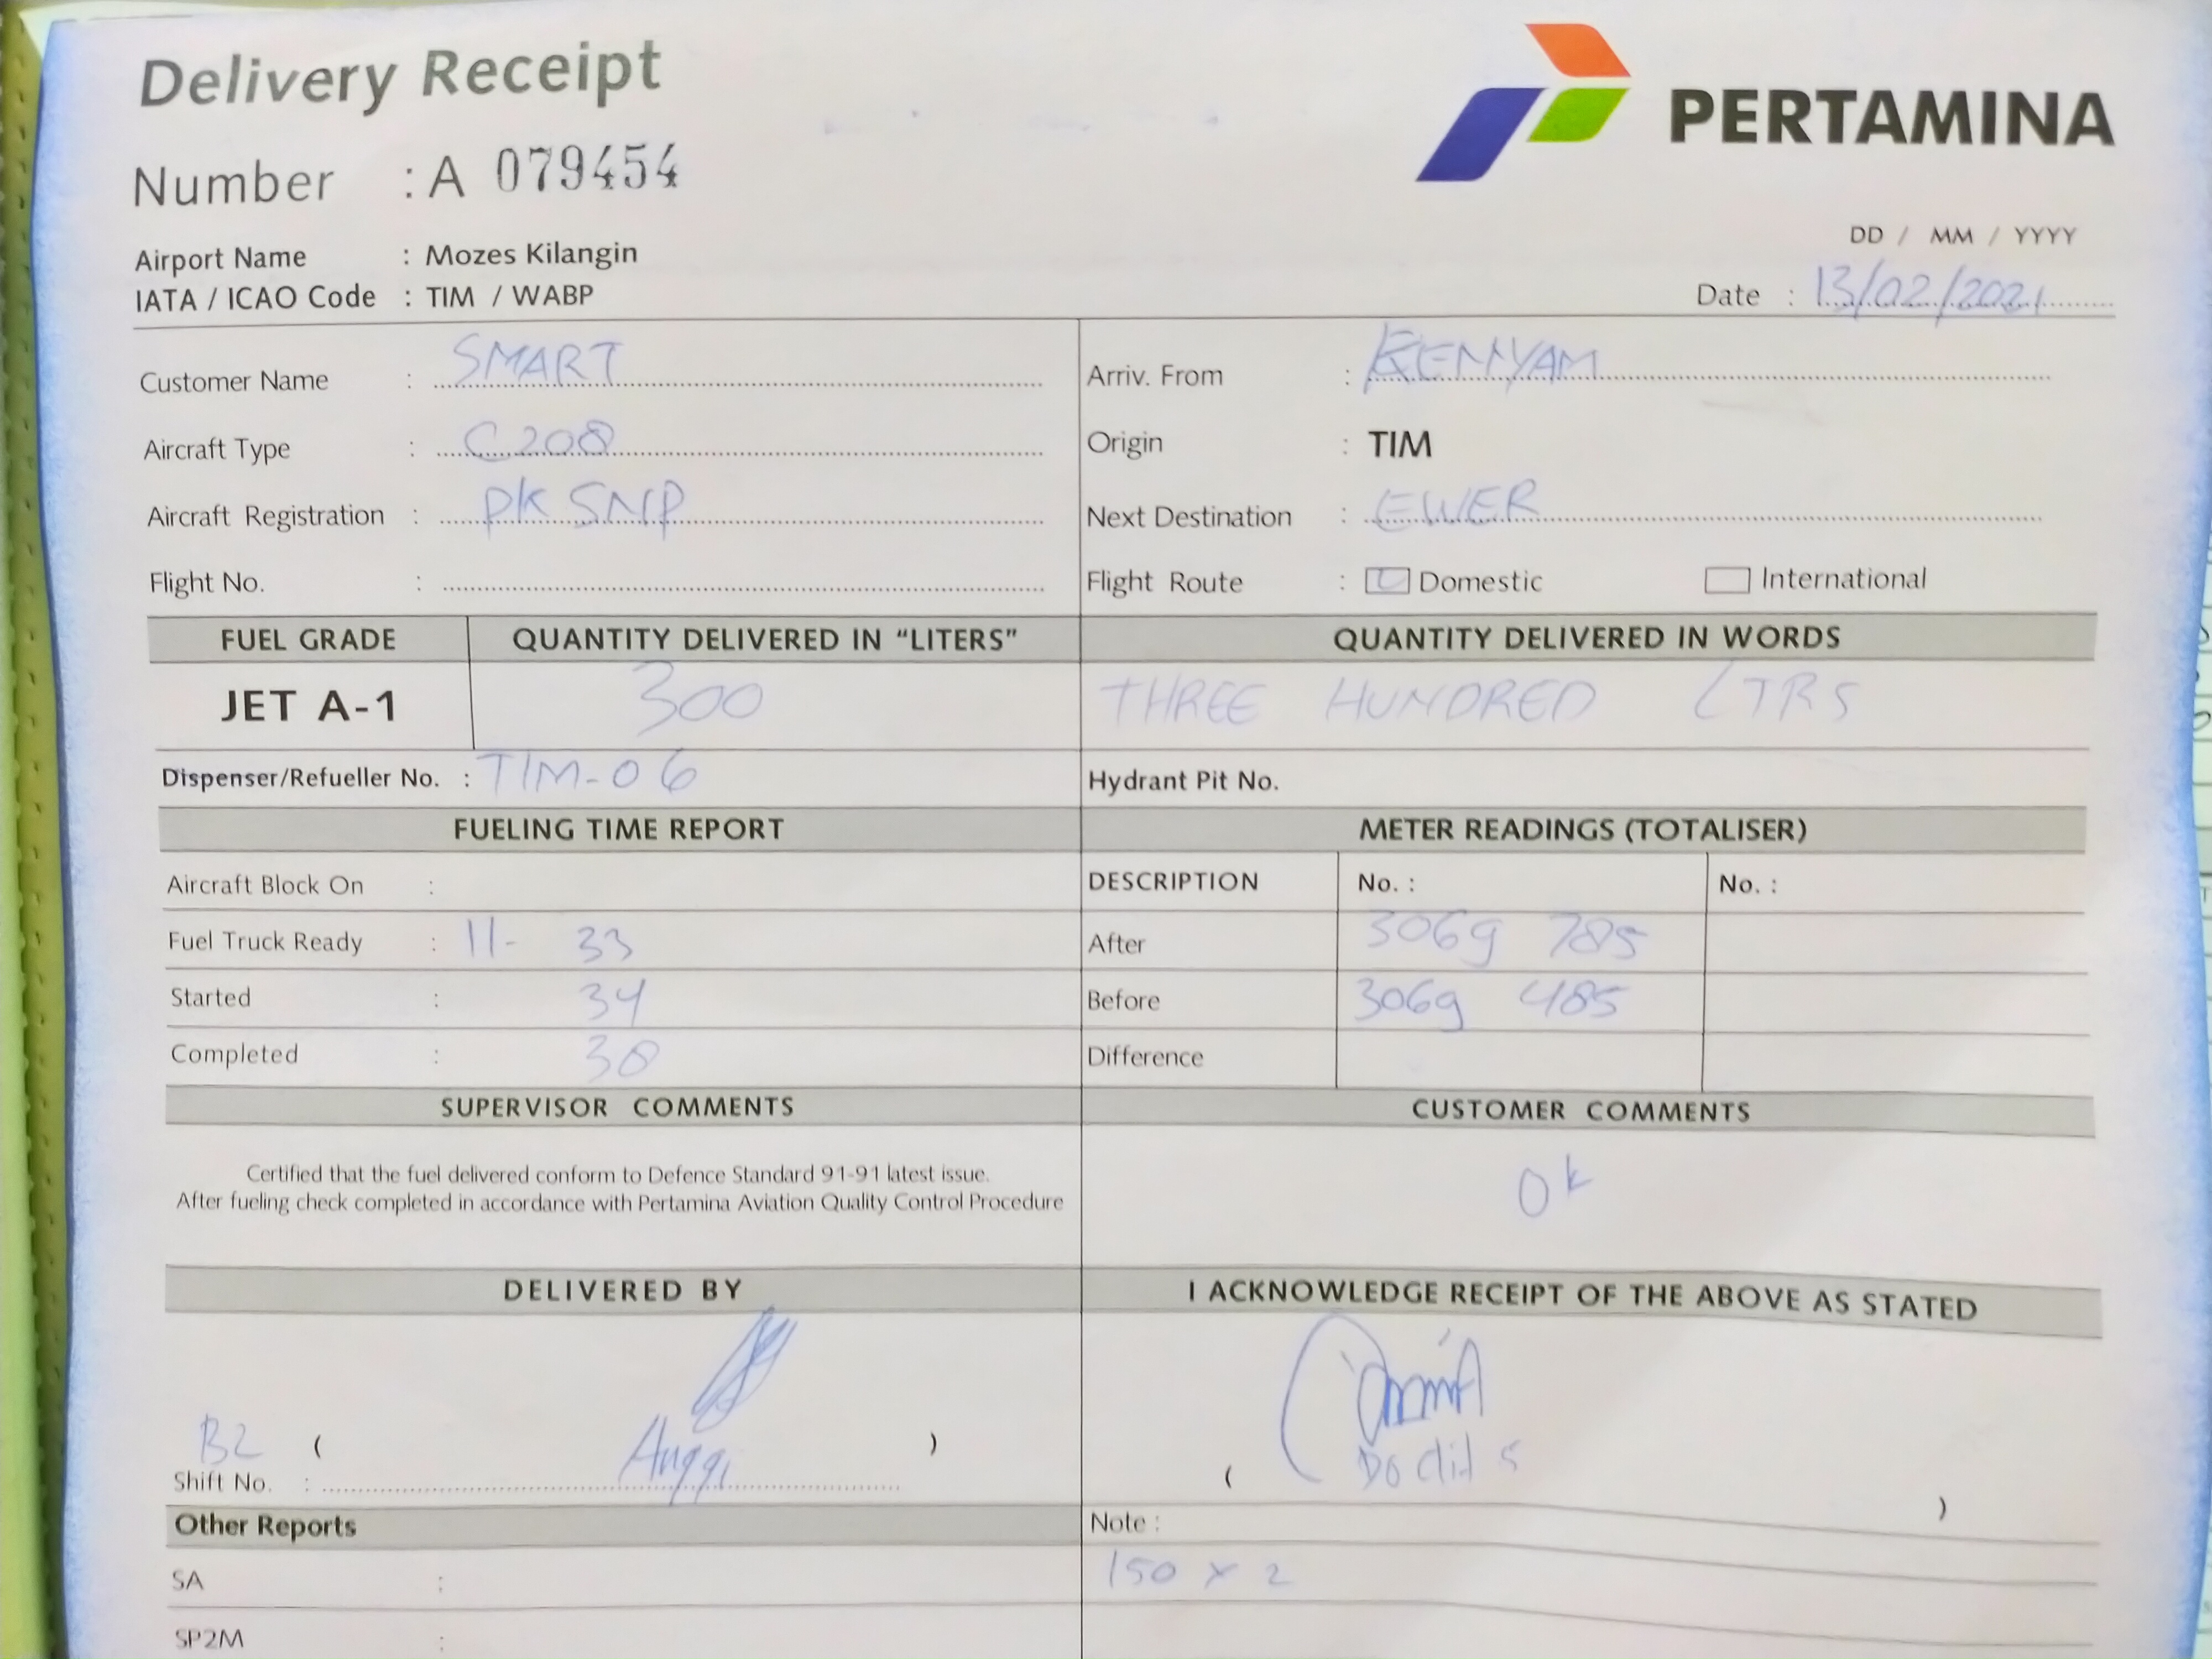 Delivery Receipt
PERTAMINA
Number : A 079454
DD / MM / YYYY
Airport Name : Mozes Kilangin
IATA / ICAO Code : TIM / WABP
Date : 13/02/2021
Customer Name : SMART
Arriv. From : KENYAM
Aircraft Type : C208
Origin : TIM
Aircraft Registration : PK SNP
Next Destination : EWER
Flight No. :
Flight Route : Domestic International
FUEL GRADE QUANTITY DELIVERED IN “LITERS” QUANTITY DELIVERED IN WORDS
JET A-1 300 THREE HUNDRED LTRS
Dispenser/Refueller No. : TIM-06 Hydrant Pit No.
FUELING TIME REPORT METER READINGS (TOTALISER)
Aircraft Block On : DESCRIPTION No. : No. :
Fuel Truck Ready : 11- 33 After 3069 785
Started : 34 Before 3069 485
Completed : 38 Difference
SUPERVISOR COMMENTS CUSTOMER COMMENTS
Certified that the fuel delivered conform to Defence Standard 91-91 latest issue.
After fueling check completed in accordance with Pertamina Aviation Quality Control Procedure
Ok
DELIVERED BY I ACKNOWLEDGE RECEIPT OF THE ABOVE AS STATED
B2 ( Anggi )
Shift No. :
( )
Other Reports Note :
SA : 150 x 2
SP2M :